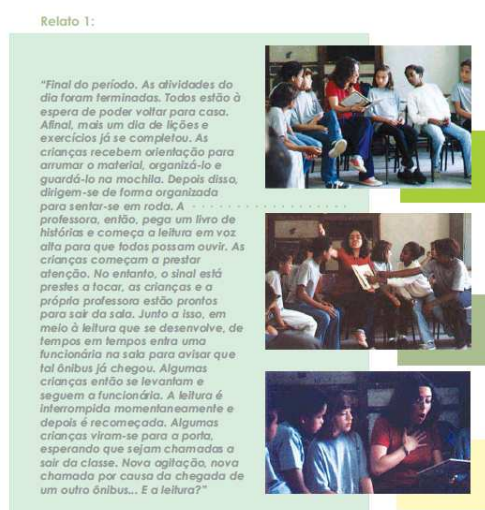 Relato 1:
“Final do período. As atividades do
dia foram terminadas. Todos estão à
espera de poder voltar para casa.
Afinal, mais um dia de lições e
exercícios já se completou. As
crianças recebem orientação para
arrumar o material, organizá-lo e
guardá-lo na mochila. Depois disso,
dirigem-se de forma organizada
para sentar-se em roda. A
professora, então, pega um livro de
histórias e começa a leitura em voz
alta para que todos possam ouvir. As
crianças começam a prestar
atenção. No entanto, o sinal está
prestes a tocar, as crianças e a
própria professora estão prontos
para sair da sala. Junto a isso, em
meio à leitura que se desenvolve, de
tempos em tempos entra uma
funcionária na sala para avisar que
tal ônibus já chegou. Algumas
crianças então se levantam e
seguem a funcionária. A leitura é
interrompida momentaneamente e
depois é recomeçada. Algumas
crianças viram-se para a porta,
esperando que sejam chamadas a
sair da classe. Nova agitação, nova
chamada por causa da chegada de
um outro ônibus... E a leitura?”